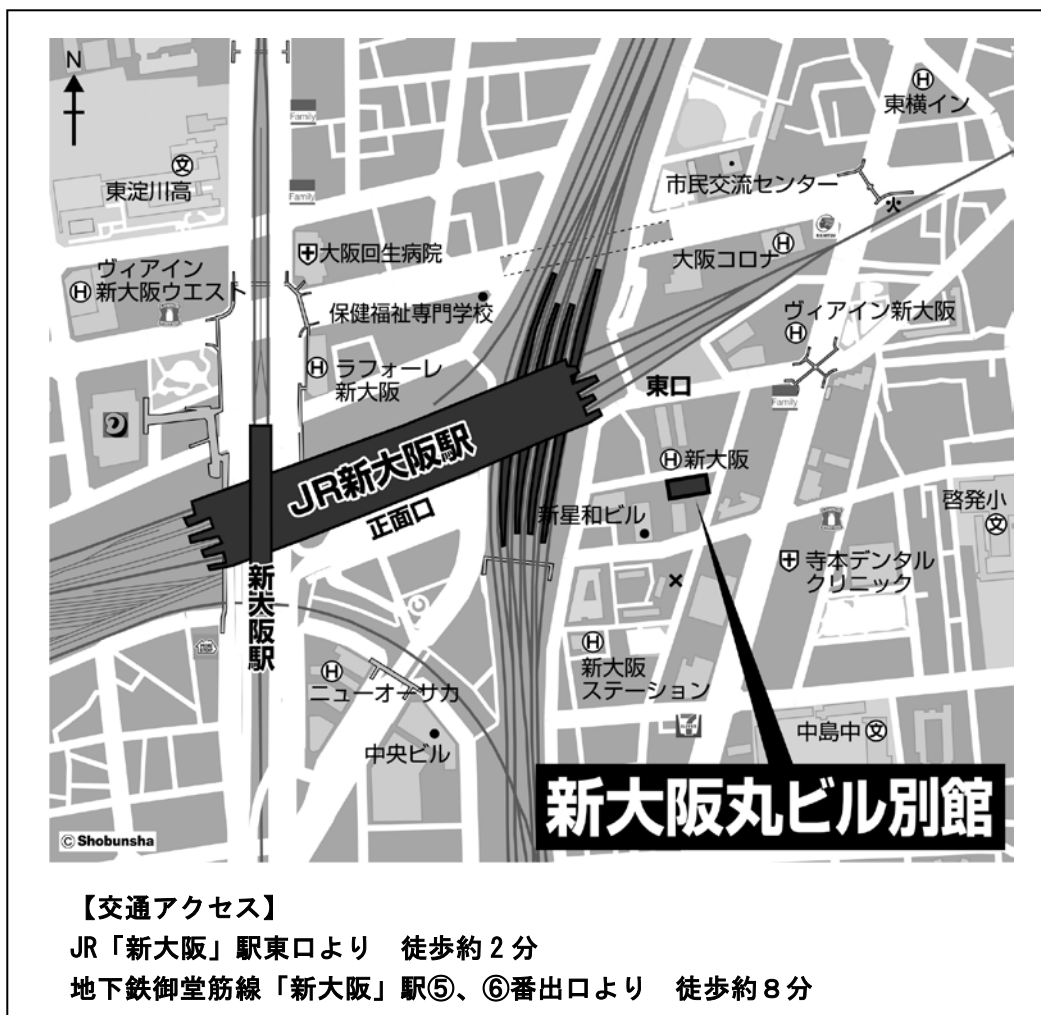 N
Family
東横イン
文
東淀川高
市民交流センター
Family
大阪回生病院
大阪コロナ
ヴィアイン
新大阪ウエスト
保健福祉専門学校
ヴィアイン新大阪
ラフォーレ
新大阪
東口
Family
JR新大阪駅
正面口
新大阪
新星和ビル
啓発小
文
新大阪駅
寺本デンタル
クリニック
新大阪
ステーション
ニューオーサカ
中央ビル
中島中
文
新大阪丸ビル別館
© Shobunsha
【交通アクセス】
JR「新大阪」駅東口より 徒歩約2分
地下鉄御堂筋線「新大阪」駅⑤、⑥番出口より 徒歩約8分